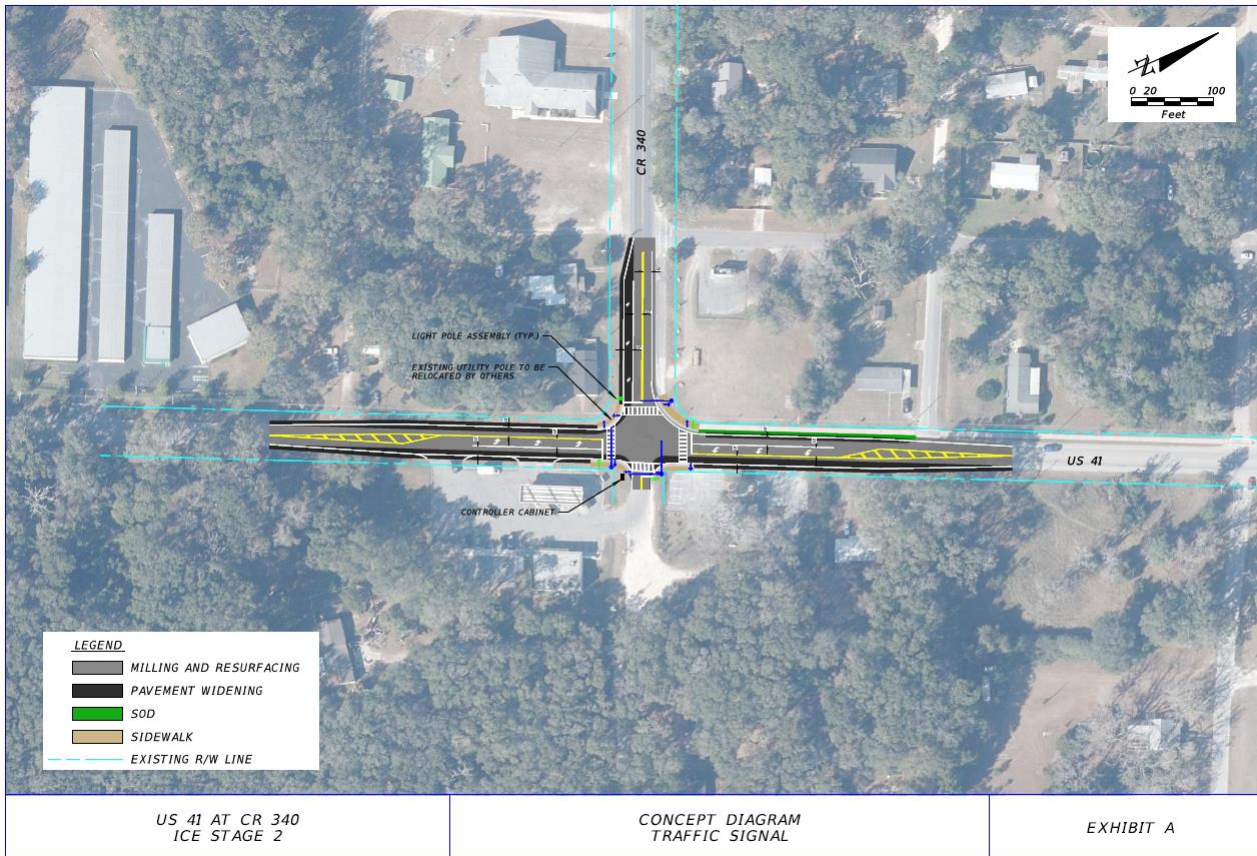 N
0 20 100
Feet
CR 340
LIGHT POLE ASSEMBLY (TYP.)
EXISTING UTILITY POLE TO BE
RELOCATED BY OTHERS
US 41
CONTROLLER CABINET
LEGEND
MILLING AND RESURFACING
PAVEMENT WIDENING
SOD
SIDEWALK
EXISTING R/W LINE
US 41 AT CR 340
ICE STAGE 2
CONCEPT DIAGRAM
TRAFFIC SIGNAL
EXHIBIT A